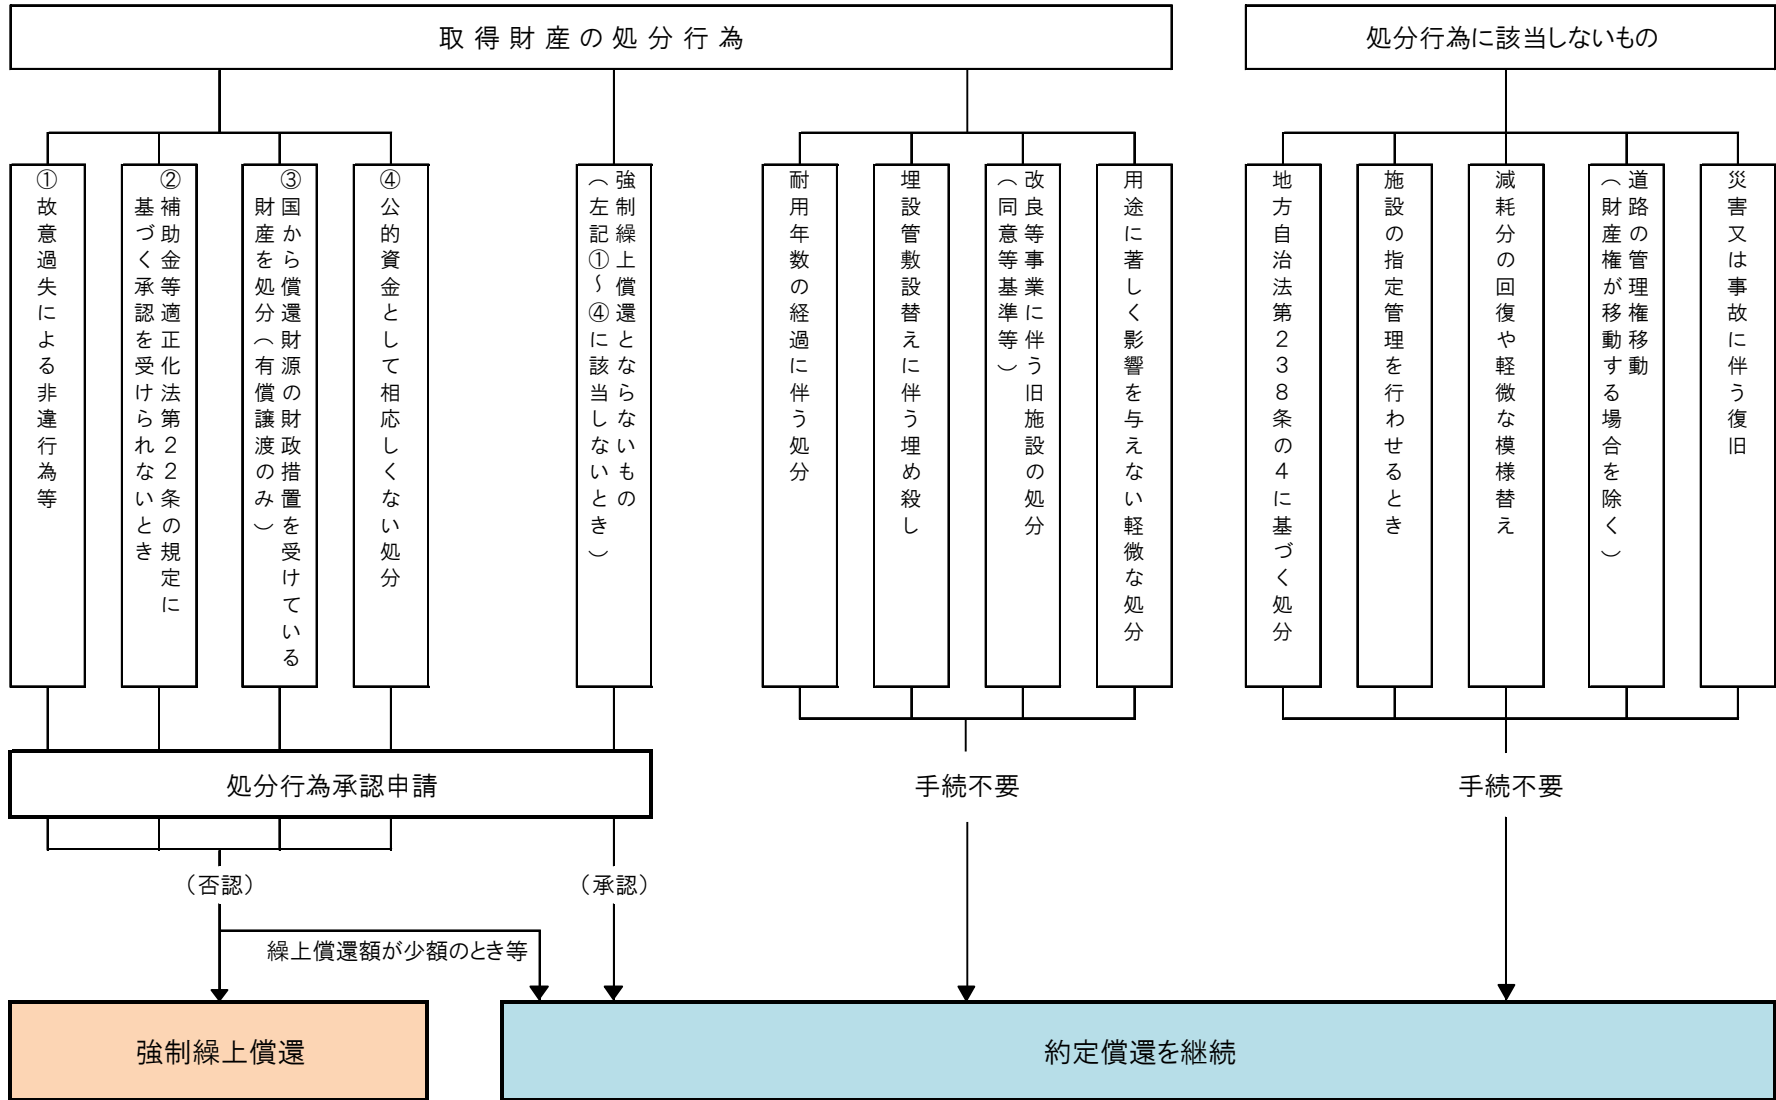 取得財産の処分行為
処分行為に該当しないもの
①故意過失による非違行為等
②補助金等適正化法第22条の規定に
基づく承認を受けられないとき
③国から償還財源の財政措置を受けている
財産を処分（有償譲渡のみ）
④公的資金として相応しくない処分
強制繰上償還とならないもの
（左記①～④に該当しないとき）
耐用年数の経過に伴う処分
埋設管敷設替えに伴う埋め殺し
改良等事業に伴う旧施設の処分
（同意等基準等）
用途に著しく影響を与えない軽微な処分
地方自治法第238条の4に基づく処分
施設の指定管理を行わせるとき
減耗分の回復や軽微な模様替え
道路の管理権移動
（財産権が移動する場合を除く）
災害又は事故に伴う復旧
処分行為承認申請
手続不要
手続不要
（否認）
（承認）
繰上償還額が少額のとき等
強制繰上償還
約定償還を継続